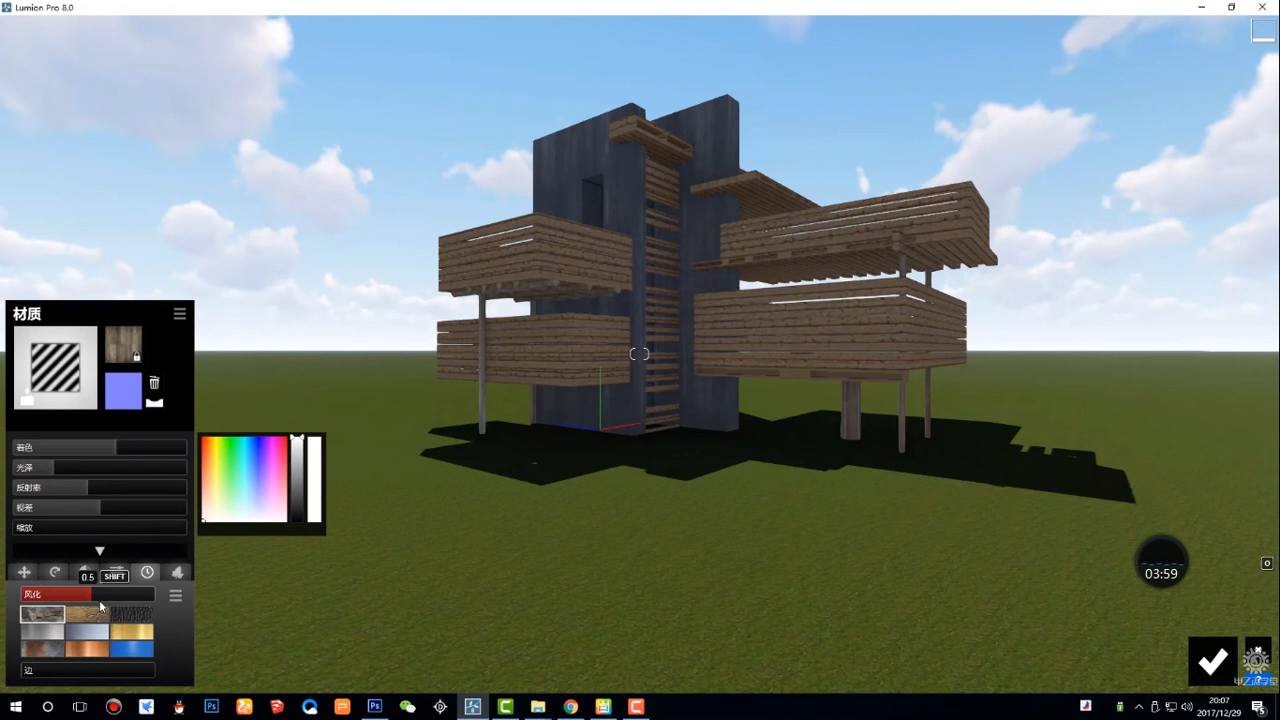 Lumion Pro 8.0
材质
着色
光泽
反射率
视差
缩放
0.5
SHIFT
风化
边
03:59
20:07
2017/12/29